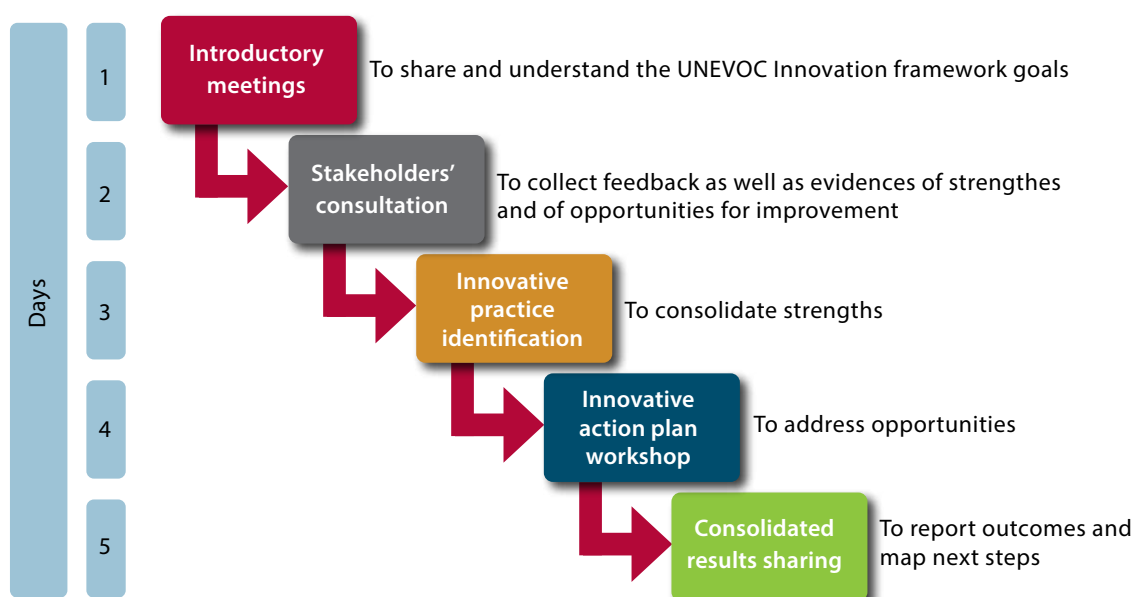 Days
1
Introductory
meetings
To share and understand the UNEVOC Innovation framework goals
2
Stakeholders’
consultation
To collect feedback as well as evidences of strengthes
and of opportunities for improvement
3
Innovative
practice
identification
To consolidate strengths
4
Innovative
action plan
workshop
To address opportunities
5
Consolidated
results sharing
To report outcomes and
map next steps